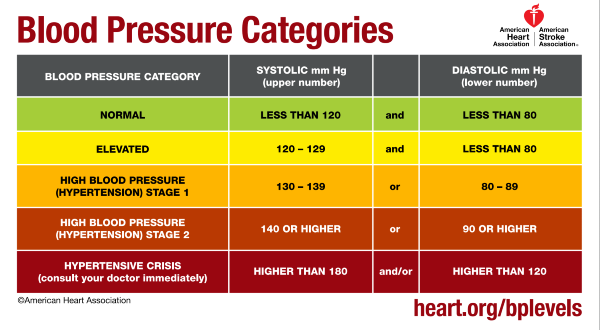 Blood Pressure Categories
American Heart Association
American Stroke Association®
BLOOD PRESSURE CATEGORY
SYSTOLIC mm Hg
(upper number)
DIASTOLIC mm Hg
(lower number)
NORMAL
LESS THAN 120
and
LESS THAN 80
ELEVATED
120 – 129
and
LESS THAN 80
HIGH BLOOD PRESSURE
(HYPERTENSION) STAGE 1
130 – 139
or
80 – 89
HIGH BLOOD PRESSURE
(HYPERTENSION) STAGE 2
140 OR HIGHER
or
90 OR HIGHER
HYPERTENSIVE CRISIS
(consult your doctor immediately)
HIGHER THAN 180
and/or
HIGHER THAN 120
©American Heart Association
heart.org/bplevels